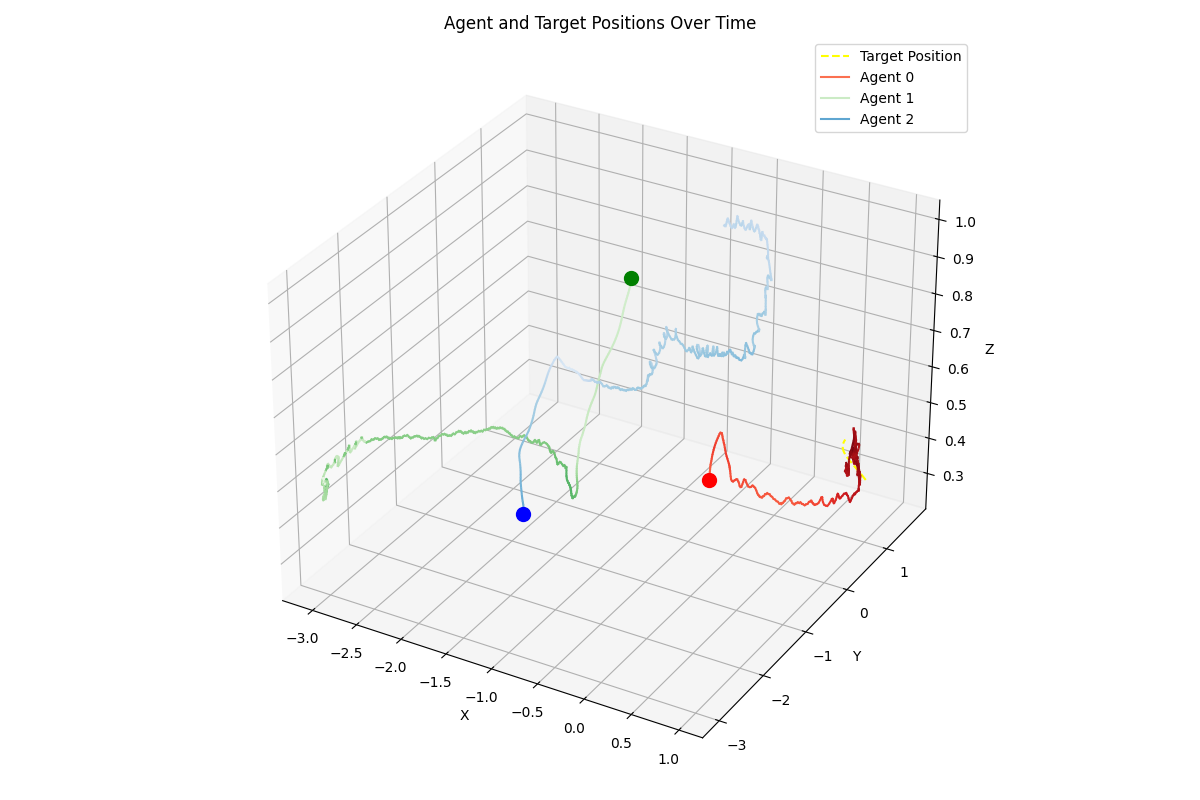 Agent and Target Positions Over Time
Target Position
Agent 0
Agent 1
Agent 2
1.0
0.9
0.8
0.7
Z
0.6
0.5
0.4
0.3
1
0
−1
Y
−2
−3
−3.0
−2.5
−2.0
−1.5
−1.0
X
−0.5
0.0
0.5
1.0